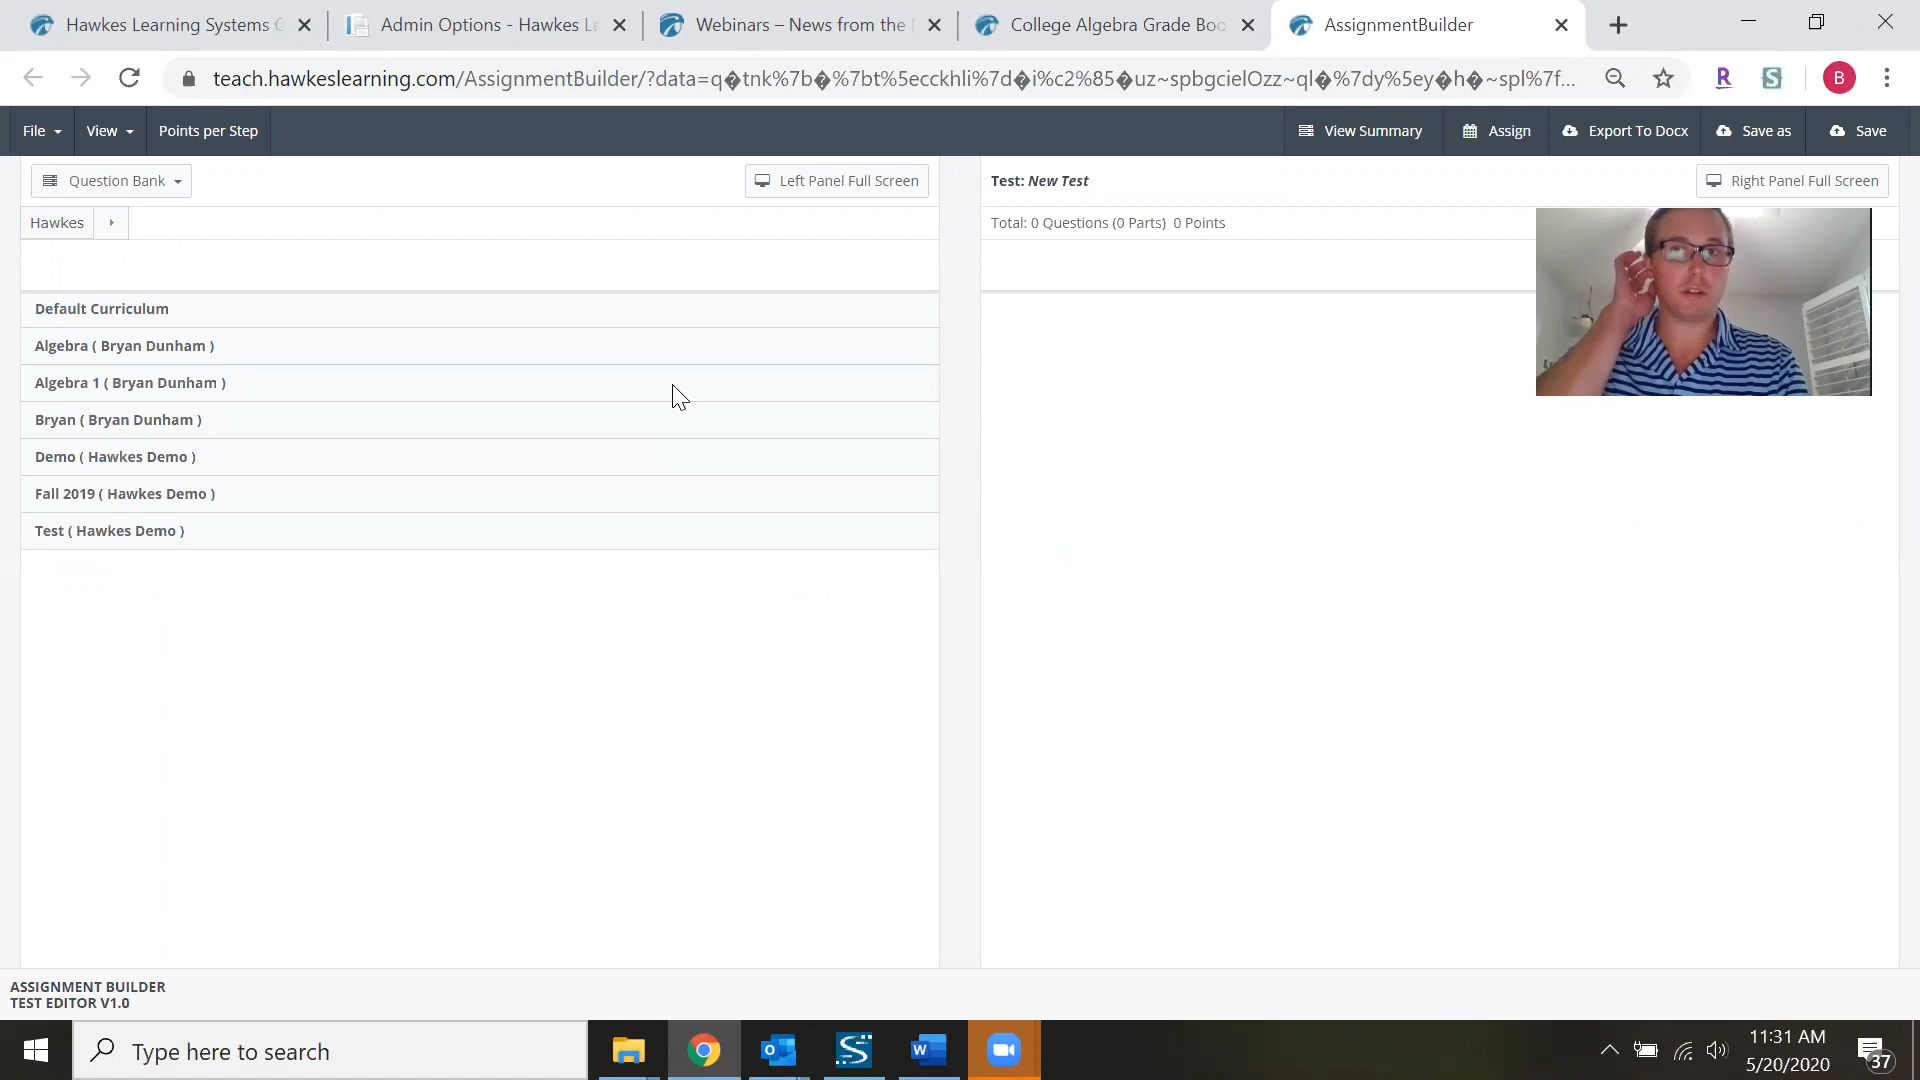 Hawkes Learning Systems
Admin Options - Hawkes Le
Webinars – News from the
College Algebra Grade Boo
AssignmentBuilder
teach.hawkeslearning.com/AssignmentBuilder/?data=q�tnk%7b�%7bt%5ecckhli%7d�i%c2%85�uz~spbgcielOzz~ql�%7dy%5ey�h�~spl%7f...
B
File
View
Points per Step
View Summary
Assign
Export To Docx
Save as
Save
Question Bank
Left Panel Full Screen
Test: New Test
Right Panel Full Screen
Hawkes
Total: 0 Questions (0 Parts) 0 Points
Default Curriculum
Algebra ( Bryan Dunham )
Algebra 1 ( Bryan Dunham )
Bryan ( Bryan Dunham )
Demo ( Hawkes Demo )
Fall 2019 ( Hawkes Demo )
Test ( Hawkes Demo )
ASSIGNMENT BUILDER
TEST EDITOR V1.0
Type here to search
11:31 AM
5/20/2020
37